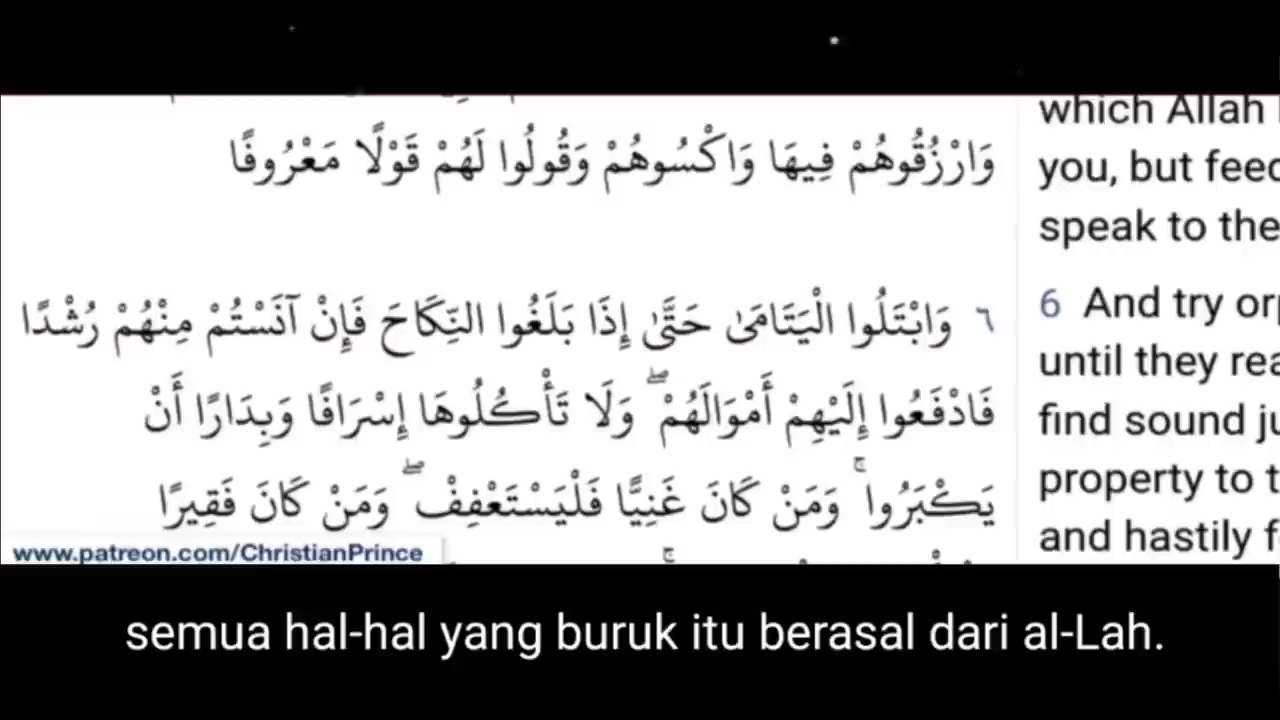 وَارْزُقُوهُمْ فِيهَا وَاكْسُوهُمْ وَقُولُوا لَهُمْ قَوْلًا مَعْرُوفًا
٦ وَابْتَلُوا الْيَتَامَىٰ حَتَّىٰ إِذَا بَلَغُوا النِّكَاحَ فَإِنْ آنَسْتُمْ مِنْهُمْ رُشْدًا
فَادْفَعُوا إِلَيْهِمْ أَمْوَالَهُمْ ۖ وَلَا تَأْكُلُوهَا إِسْرَافًا وَبِدَارًا أَنْ
يَكْبَرُوا ۚ وَمَنْ كَانَ غَنِيًّا فَلْيَسْتَعْفِفْ ۖ وَمَنْ كَانَ فَقِيرًا
which Allah
you, but feed
speak to the
6 And try or
until they rea
find sound ju
property to t
and hastily f
www.patreon.com/ChristianPrince
semua hal-hal yang buruk itu berasal dari al-Lah.